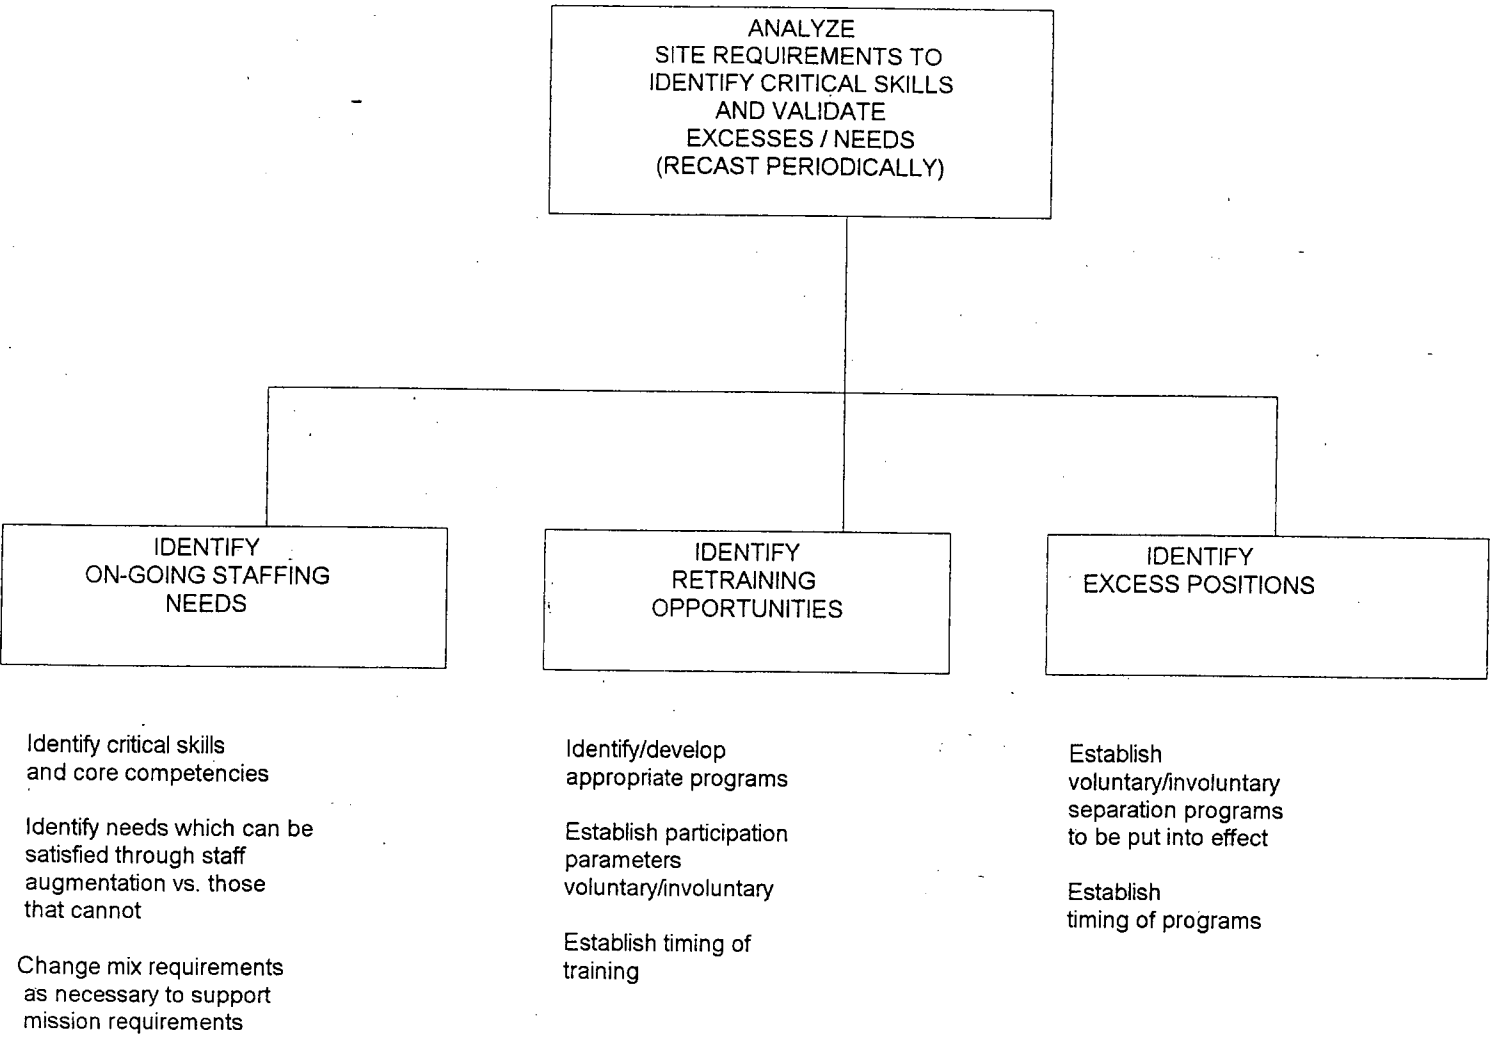 ANALYZE
SITE REQUIREMENTS TO
IDENTIFY CRITICAL SKILLS
AND VALIDATE
EXCESSES / NEEDS
(RECAST PERIODICALLY)
IDENTIFY
ON-GOING STAFFING
NEEDS
IDENTIFY
RETRAINING
OPPORTUNITIES
IDENTIFY
EXCESS POSITIONS
Identify critical skills
and core competencies
Identify needs which can be
satisfied through staff
augmentation vs. those
that cannot
Change mix requirements
as necessary to support
mission requirements
Identify/develop
appropriate programs
Establish participation
parameters
voluntary/involuntary
Establish timing of
training
Establish
voluntary/involuntary
separation programs
to be put into effect
Establish
timing of programs